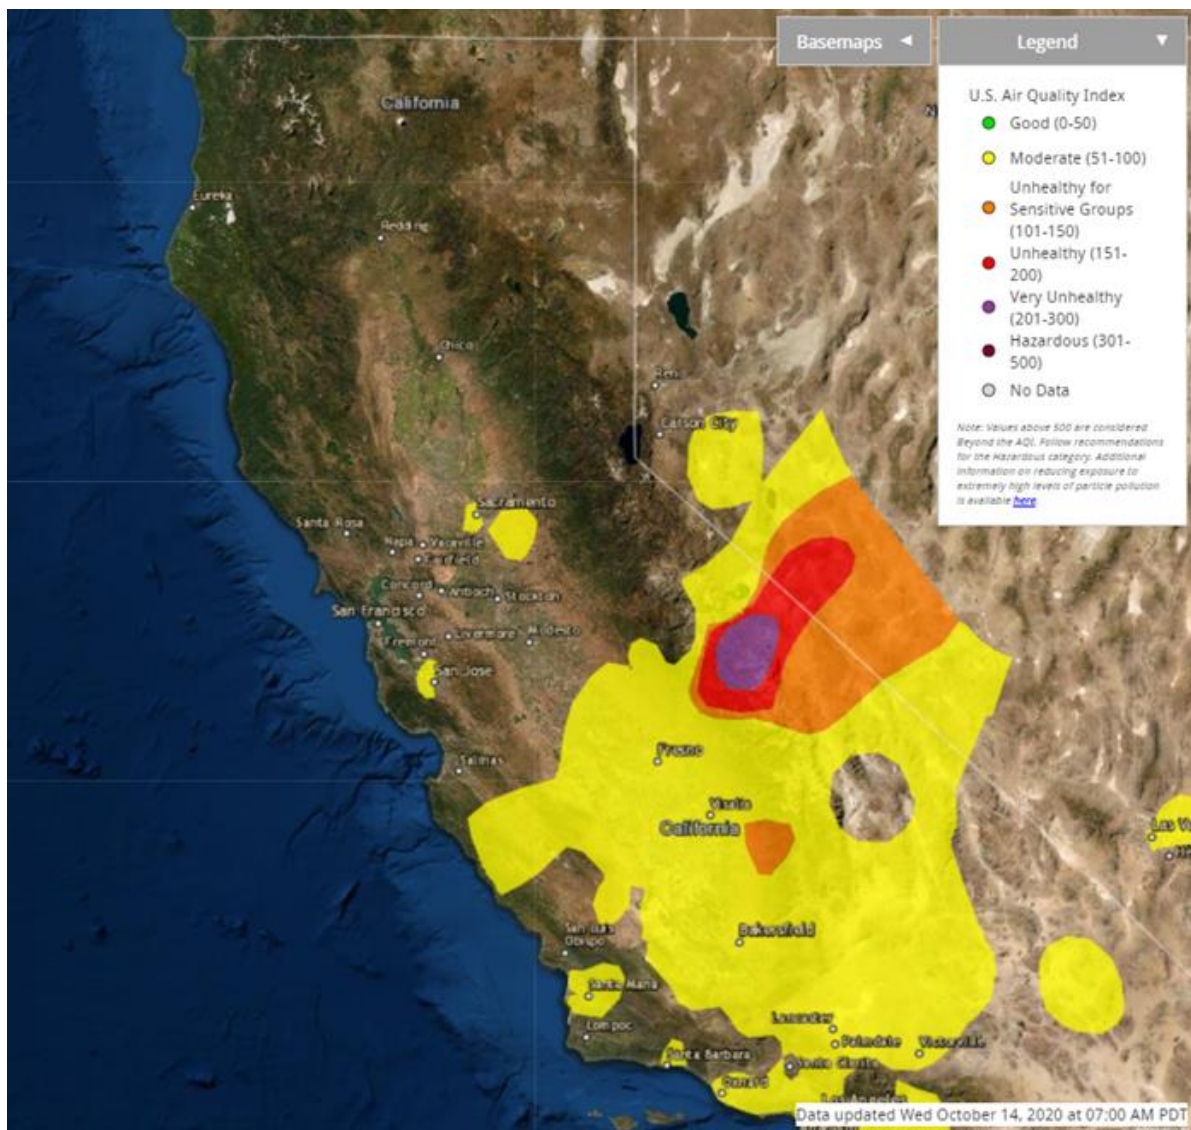 Basemaps
Legend
U.S. Air Quality Index
Good (0-50)
Moderate (51-100)
Unhealthy for
Sensitive Groups
(101-150)
Unhealthy (151-
200)
Very Unhealthy
(201-300)
Hazardous (301-
500)
No Data
Note: Values above 500 are considered
Beyond the AQI. Follow recommendations
for the Hazardous category. Additional
information on reducing exposure to
extremely high levels of particle pollution
is available here.
California
Eureka
Redding
Chico
Carson City
Sacramento
Santa Rosa
Napa
Vacaville
Fairfield
Concord
Antioch
Stockton
San Francisco
Livermore
Modesto
Fremont
San Jose
Salinas
Fresno
Visalia
California
Las V
Bakersfield
San Luis
Obispo
Santa Maria
Lompoc
Lancaster
Palmdale
Victorville
Santa Barbara
Santa Clarita
Oxnard
Los Angeles
Data updated Wed October 14, 2020 at 07:00 AM PDT